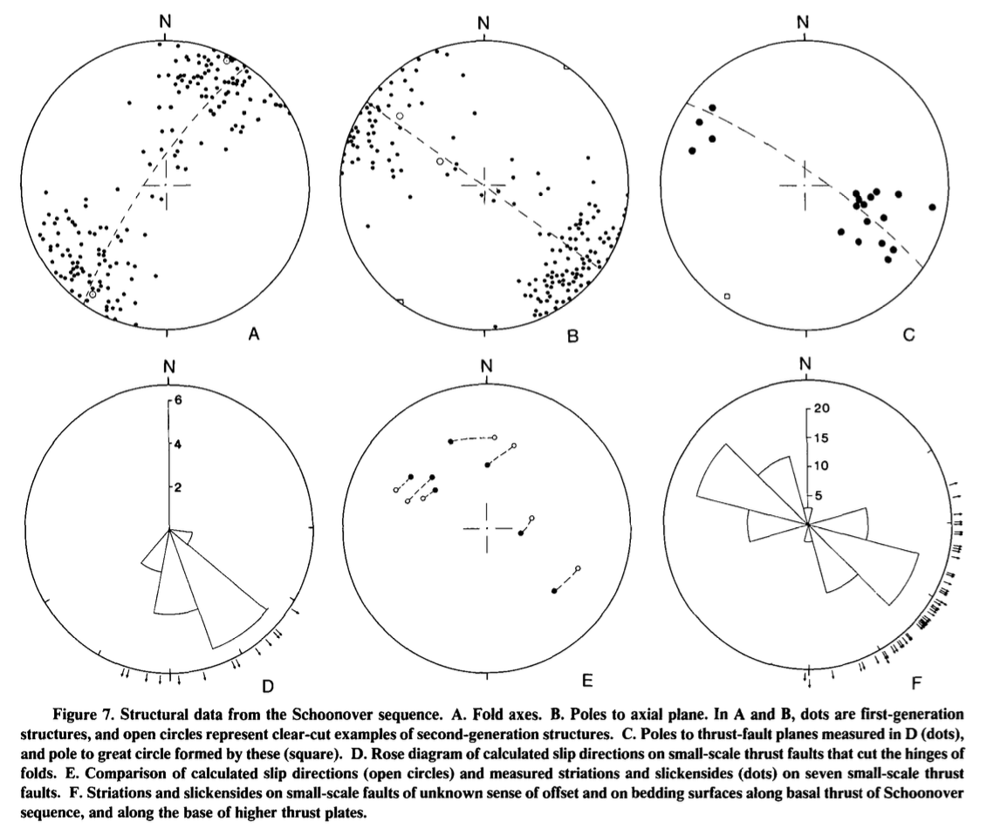 N
N
N
A
B
C
N
N
N
6
4
2
20
15
10
5
D
E
F
Figure 7. Structural data from the Schoonover sequence. A. Fold axes. B. Poles to axial plane. In A and B, dots are first-generation
structures, and open circles represent clear-cut examples of second-generation structures. C. Poles to thrust-fault planes measured in D (dots),
and pole to great circle formed by these (square). D. Rose diagram of calculated slip directions on small-scale thrust faults that cut the hinges of
folds. E. Comparison of calculated slip directions (open circles) and measured striations and slickensides (dots) on seven small-scale thrust
faults. F. Striations and slickensides on small-scale faults of unknown sense of offset and on bedding surfaces along basal thrust of Schoonover
sequence, and along the base of higher thrust plates.